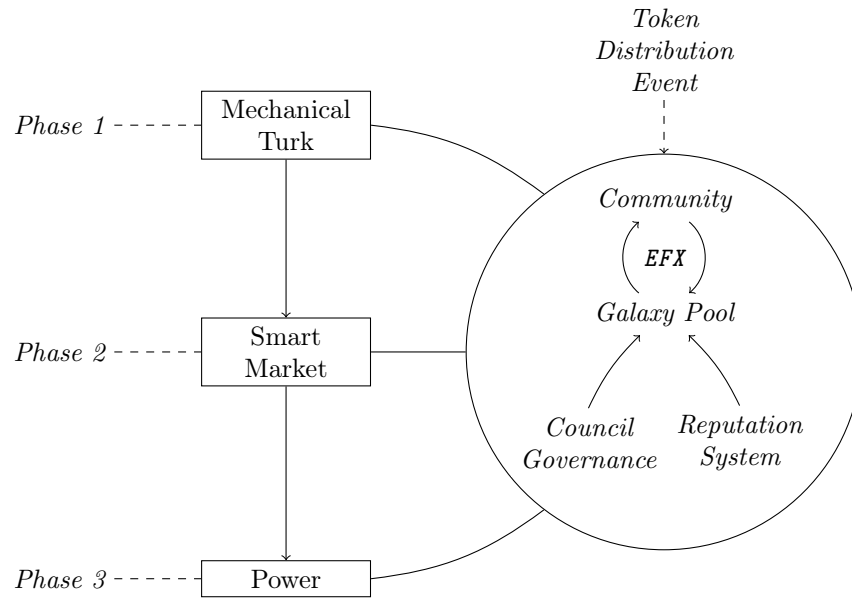 Token
Distribution
Event
Phase 1
Mechanical
Turk
Community
EFX
Galaxy Pool
Phase 2
Smart
Market
Council
Governance
Reputation
System
Phase 3
Power